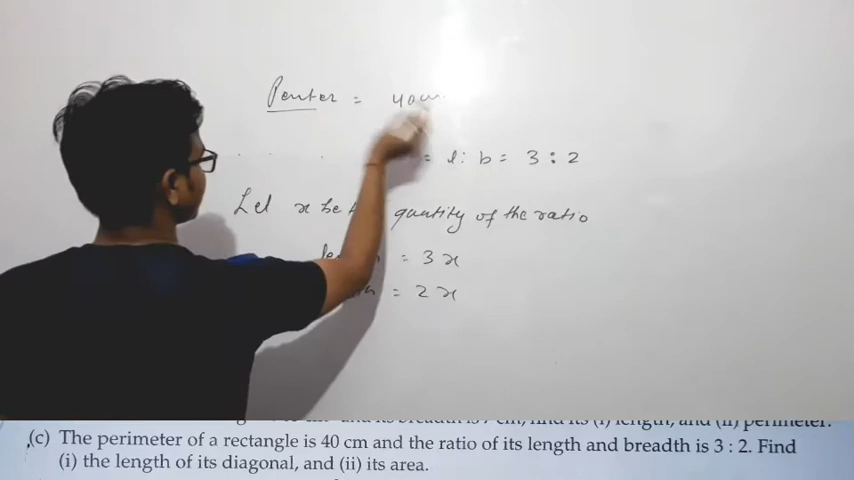 = 40cm.
= l: b = 3 : 2
Let x be quantity of the ratio
= 3x
= 2x
(c) The perimeter of a rectangle is 40 cm and the ratio of its length and breadth is 3 : 2. Find
(i) the length of its diagonal, and (ii) its area.